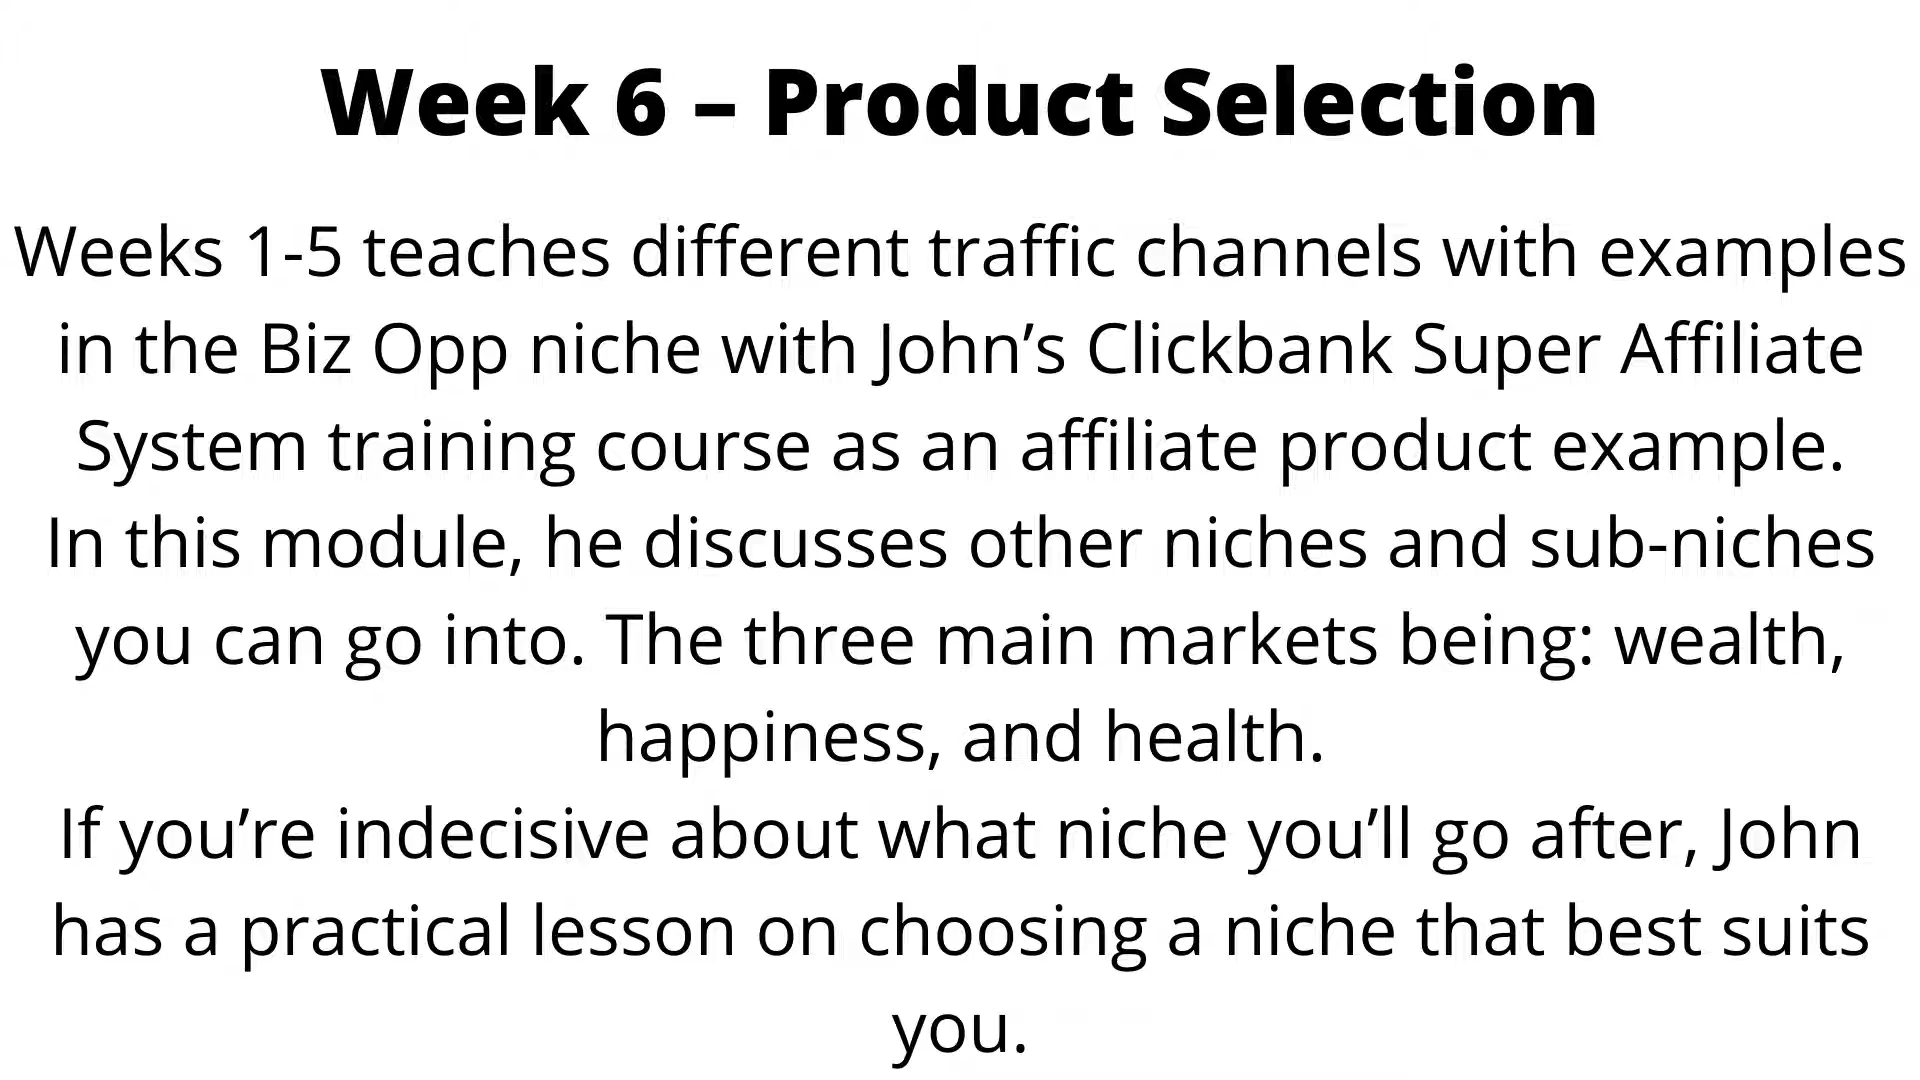 Week 6 – Product Selection
Weeks 1-5 teaches different traffic channels with examples
in the Biz Opp niche with John’s Clickbank Super Affiliate
System training course as an affiliate product example.
In this module, he discusses other niches and sub-niches
you can go into. The three main markets being: wealth,
happiness, and health.
If you’re indecisive about what niche you’ll go after, John
has a practical lesson on choosing a niche that best suits
you.